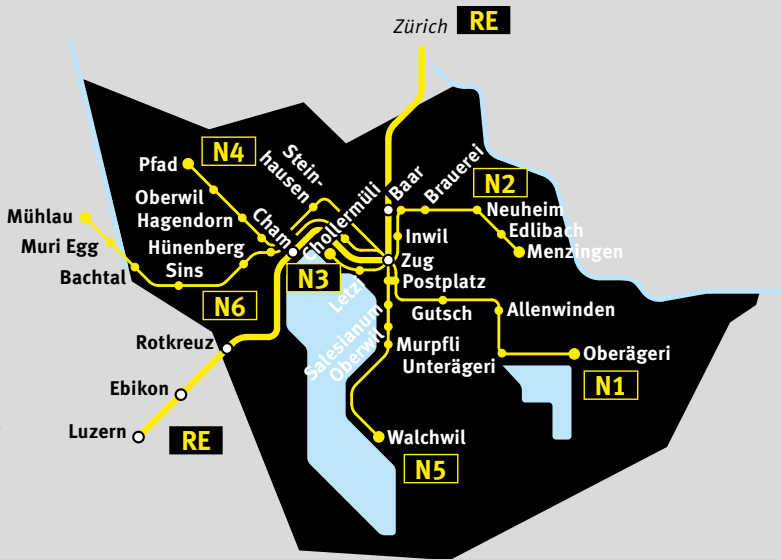 Zürich RE
Pfad
N4
Stein-
hausen
Chollermüli
Baar
Brauerei
N2
Oberwil
Hagendorn
Cham
Neuheim
Edlibach
Menzingen
Mühlau
Muri Egg
Bachtal
Hünenberg
Sins
N6
N3
Letzi
Inwil
Zug
Postplatz
Gutsch
Allenwinden
Salesianum
Oberwil
Murpfli
Unterägeri
Oberägeri
N1
Rotkreuz
Ebikon
Luzern
RE
Walchwil
N5